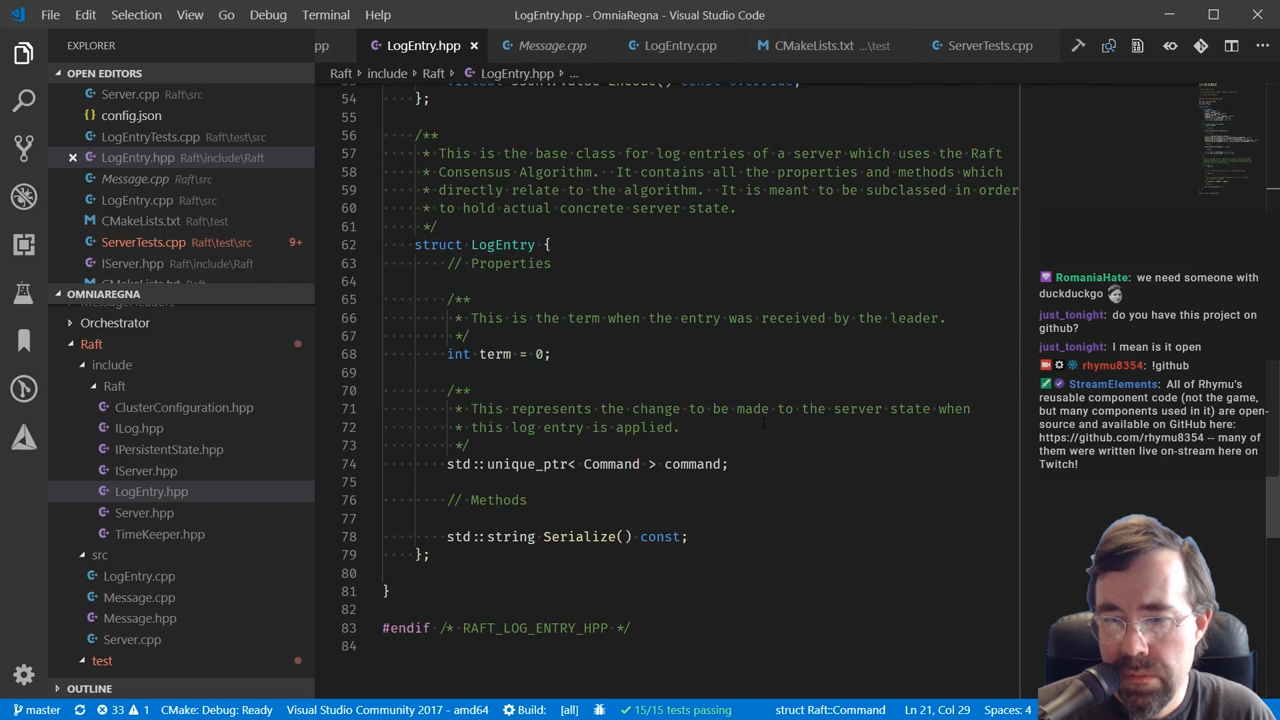 File Edit Selection View Go Debug Terminal Help
LogEntry.hpp - OmniaRegna - Visual Studio Code
EXPLORER
OPEN EDITORS
Server.cpp Raft\src
config.json
LogEntryTests.cpp Raft\test\src
LogEntry.hpp Raft\include\Raft
Message.cpp Raft\src
LogEntry.cpp Raft\src
CMakeLists.txt Raft\test
ServerTests.cpp Raft\test\src 9+
IServer.hpp Raft\include\Raft
OMNIAREGNA
Orchestrator
Raft
include
Raft
ClusterConfiguration.hpp
ILog.hpp
IPersistentState.hpp
IServer.hpp
LogEntry.hpp
Server.hpp
TimeKeeper.hpp
src
LogEntry.cpp
Message.cpp
Message.hpp
Server.cpp
test
OUTLINE
pp LogEntry.hpp Message.cpp LogEntry.cpp CMakeLists.txt ...\test ServerTests.cpp
Raft > include > Raft > LogEntry.hpp > ...
54 };
55
56 /**
57 * This is the base class for log entries of a server which uses the Raft
58 * Consensus Algorithm. It contains all the properties and methods which
59 * directly relate to the algorithm. It is meant to be subclassed in order
60 * to hold actual concrete server state.
61 */
62 struct LogEntry {
63 // Properties
64
65 /**
66 * This is the term when the entry was received by the leader.
67 */
68 int term = 0;
69
70 /**
71 * This represents the change to be made to the server state when
72 * this log entry is applied.
73 */
74 std::unique_ptr< Command > command;
75
76 // Methods
77
78 std::string Serialize() const;
79 };
80
81 }
82
83 #endif /* RAFT_LOG_ENTRY_HPP */
84
RomaniaHate: we need someone with
duckduckgo
just_tonight: do you have this project on
github?
just_tonight: I mean is it open
rhymu8354: !github
StreamElements: All of Rhymu's
reusable component code (not the game,
but many components used in it) are open-
source and available on GitHub here:
https://github.com/rhymu8354 -- many of
them were written live on-stream here on
Twitch!
master 33 1 CMake: Debug: Ready Visual Studio Community 2017 - amd64 Build: [all] 15/15 tests passing struct Raft::Command Ln 21, Col 29 Spaces: 4